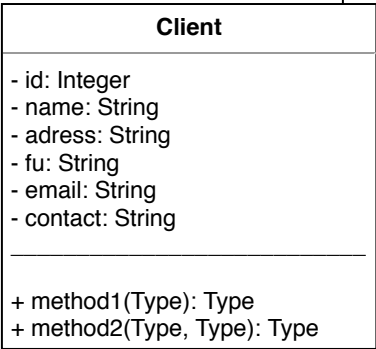 Client
- id: Integer
- name: String
- adress: String
- fu: String
- email: String
- contact: String
+ method1(Type): Type
+ method2(Type, Type): Type